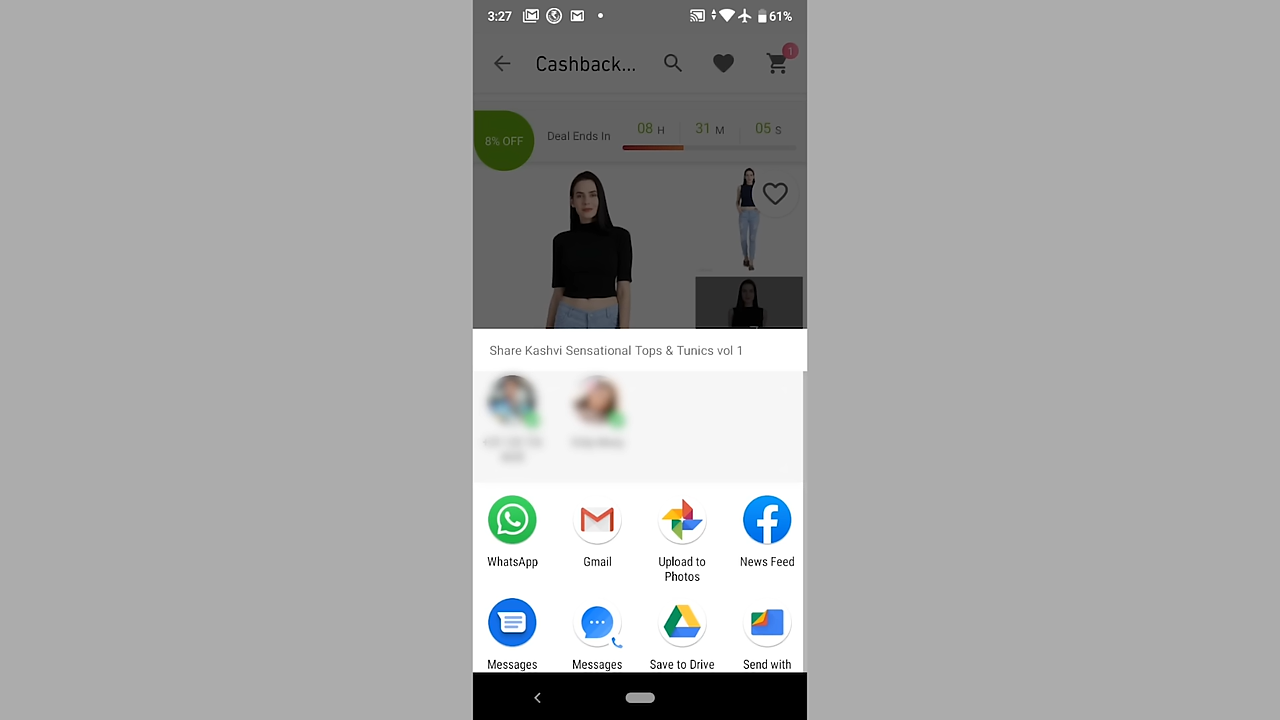 3:27
61%
Cashback...
1
8% OFF
Deal Ends In
08 H
31 M
05 S
Share Kashvi Sensational Tops & Tunics vol 1
WhatsApp
Gmail
Upload to
Photos
News Feed
Messages
Messages
Save to Drive
Send with